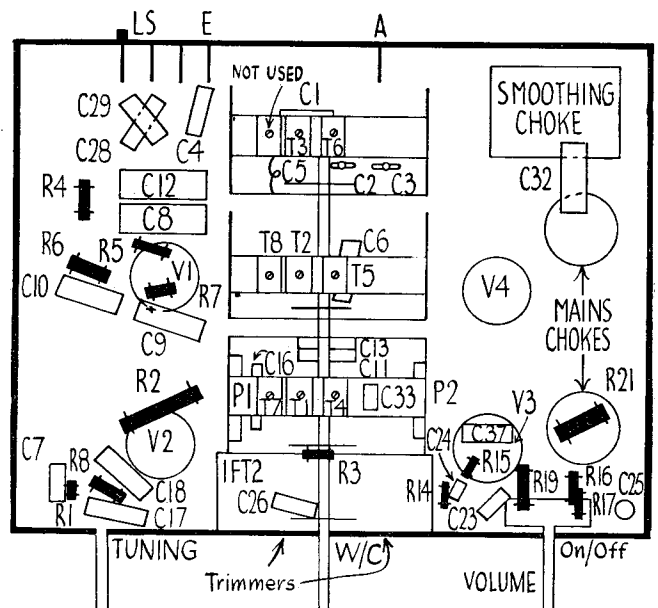 LS E A
NOT USED
C1
SMOOTHING
CHOKE
C29
C28
C4
T3 T6
C5 C2 C3
C32
R4
C12
C8
R6 R5
V1
C10
R7
C9
T8 T2 C6
T5
V4
MAINS
CHOKES
C16 C13
C11
P1 T7 T1 T4 C33 P2
R2
V2
R21
V3
C37
C24
R15
C7 R8
C18
R1 C17
IFT2
C26
R3
R14
C23
R19
R16
R17
C25
TUNING
W/C
On/Off
Trimmers
VOLUME